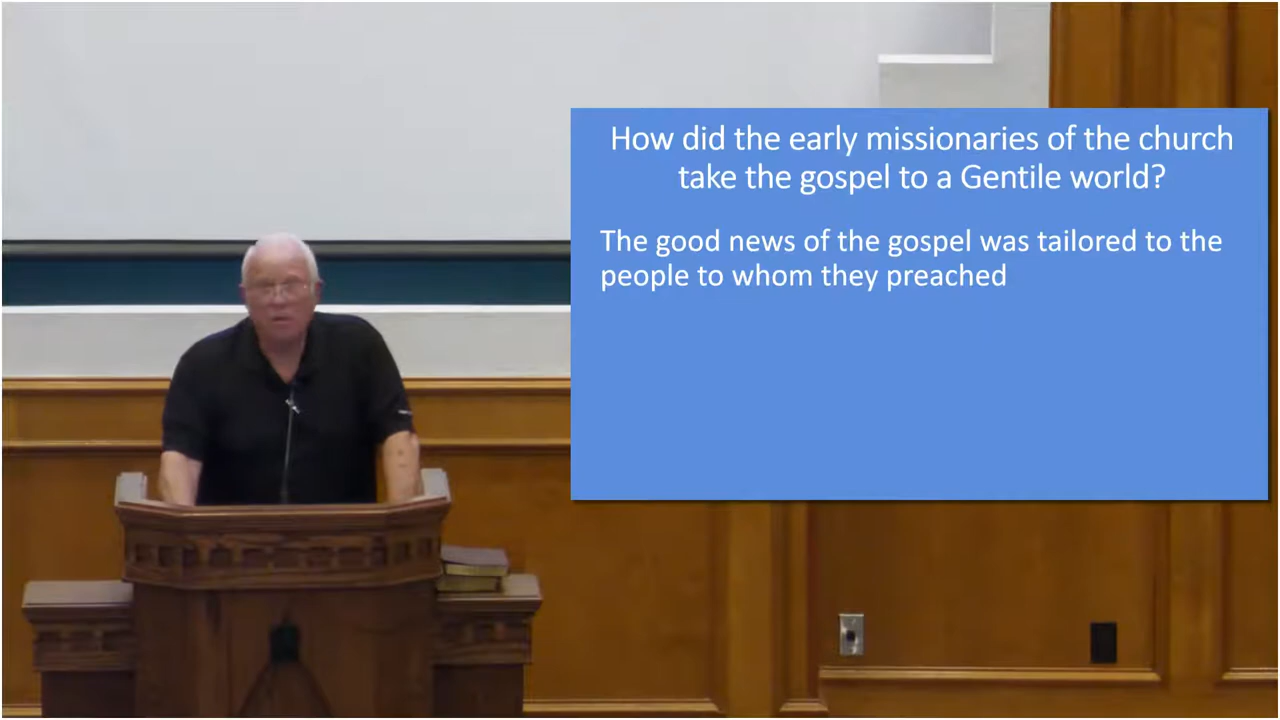 How did the early missionaries of the church
take the gospel to a Gentile world?
The good news of the gospel was tailored to the
people to whom they preached